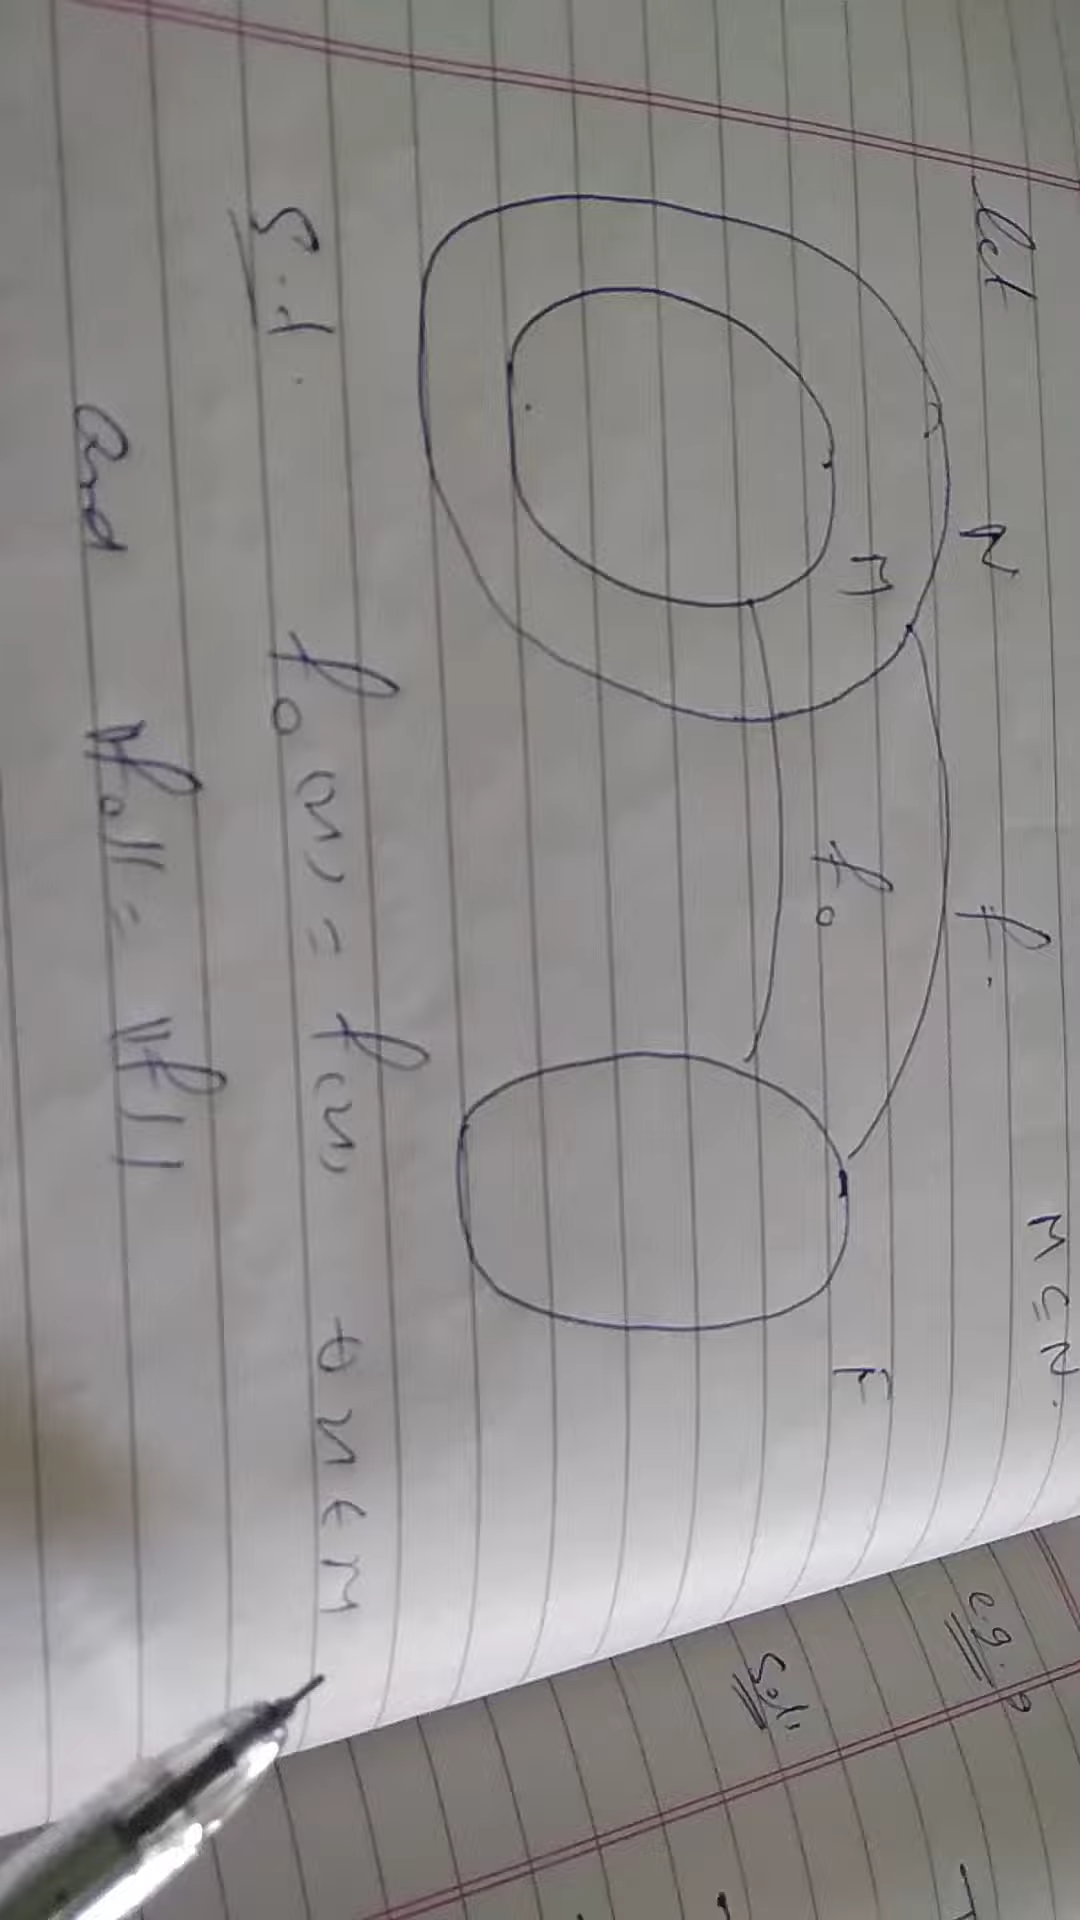 let M ⊆ N.
N f.
M f₀ F
S.t. f₀(x) = f(x) ∀ x ∈ M
and ‖f₀‖ = ‖f‖
e.g.
Sol: